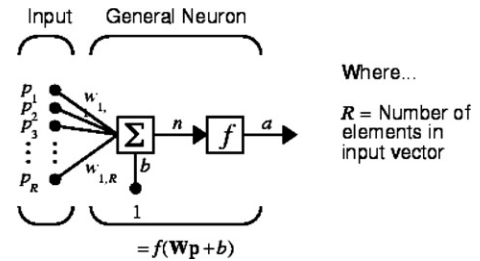 Input
General Neuron
p1
p2
p3
pR
w1,
w1,R
Σ
n
f
a
b
1
= f(Wp + b)
Where...
R = Number of
elements in
input vector